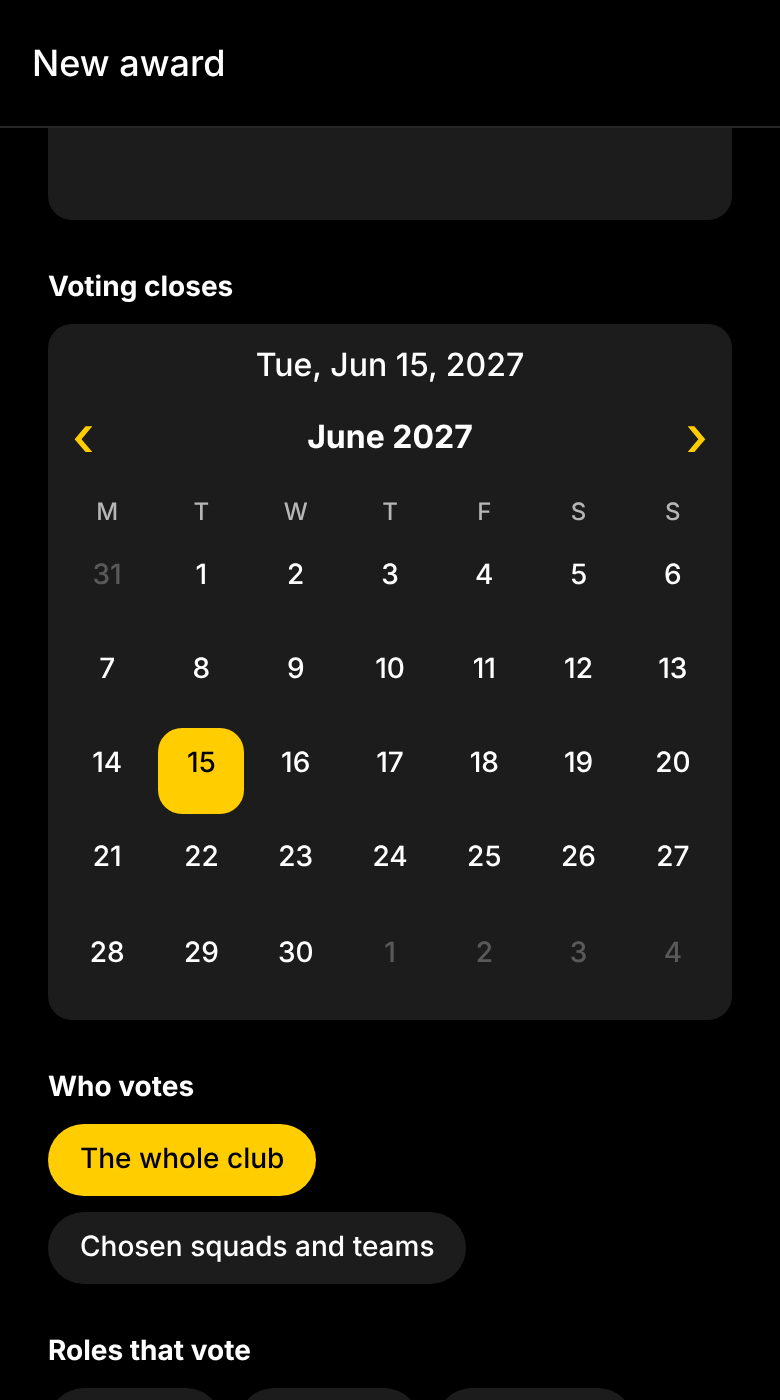 New award
Voting closes
Tue, Jun 15, 2027
‹ June 2027 ›
M T W T F S S
31 1 2 3 4 5 6
7 8 9 10 11 12 13
14 15 16 17 18 19 20
21 22 23 24 25 26 27
28 29 30 1 2 3 4
Who votes
The whole club
Chosen squads and teams
Roles that vote